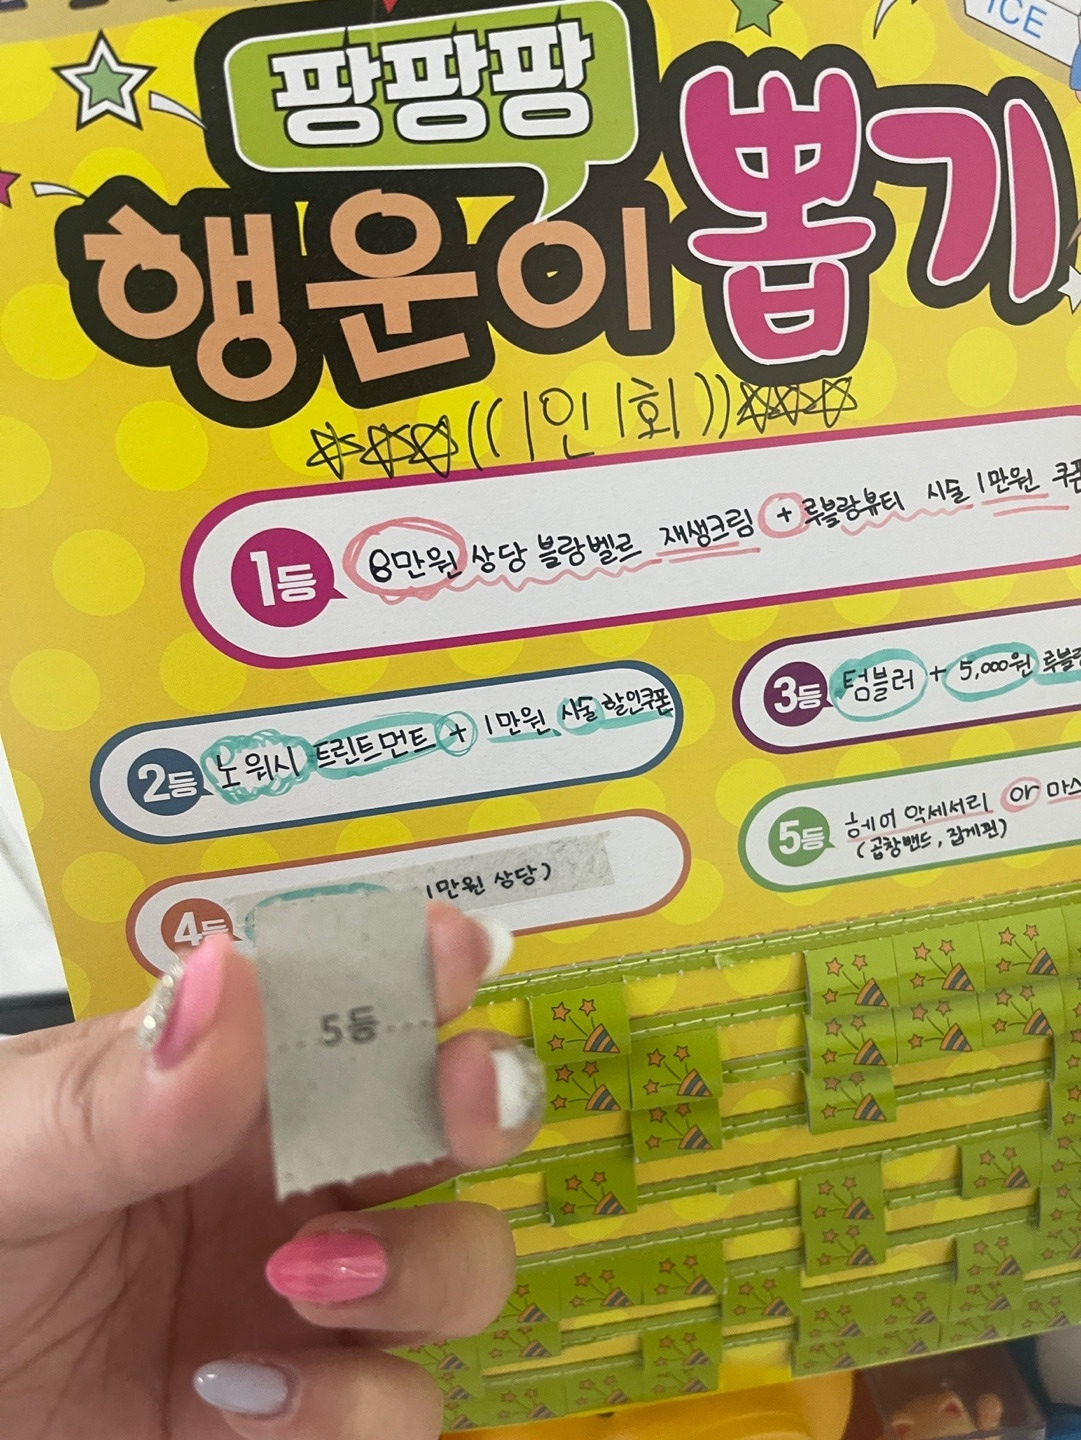 ICE
팡팡팡
행운이 뽑기
((1인 1회))
1등 8만원 상당 블랑벨르 재생크림 + 루블랑뷰티 시술 1만원 쿠폰
2등 노워시 트린트먼트 + 1만원 시술 할인쿠폰
3등 텀블러 + 5,000원 루블랑
4등 1만원 상당)
5등 헤어 악세서리 or 마스
(곱창밴드, 집게핀)
5등